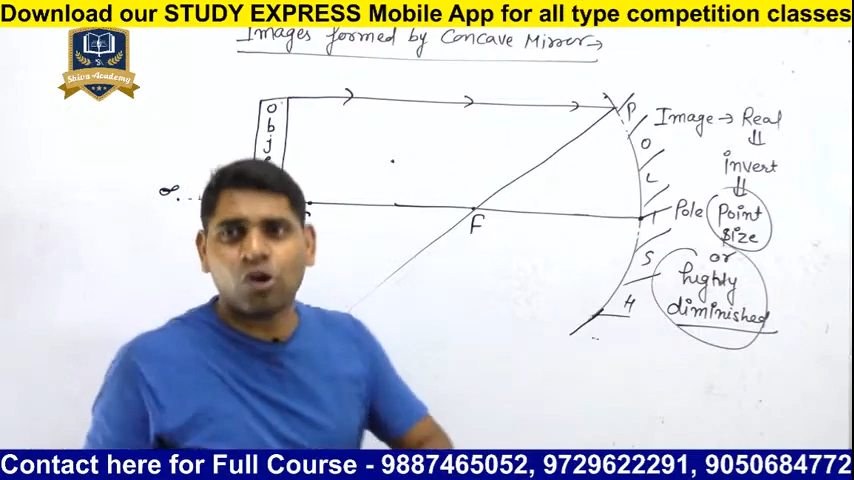 Download our STUDY EXPRESS Mobile App for all type competition classes
Images formed by Concave Mirror→
Shiva Academy
O
b
j
P
O
L
I
S
H
Image → Real
⇓
invert
⇓
Point
size
or
highly
diminished
Pole
F
∞
Contact here for Full Course - 9887465052, 9729622291, 9050684772